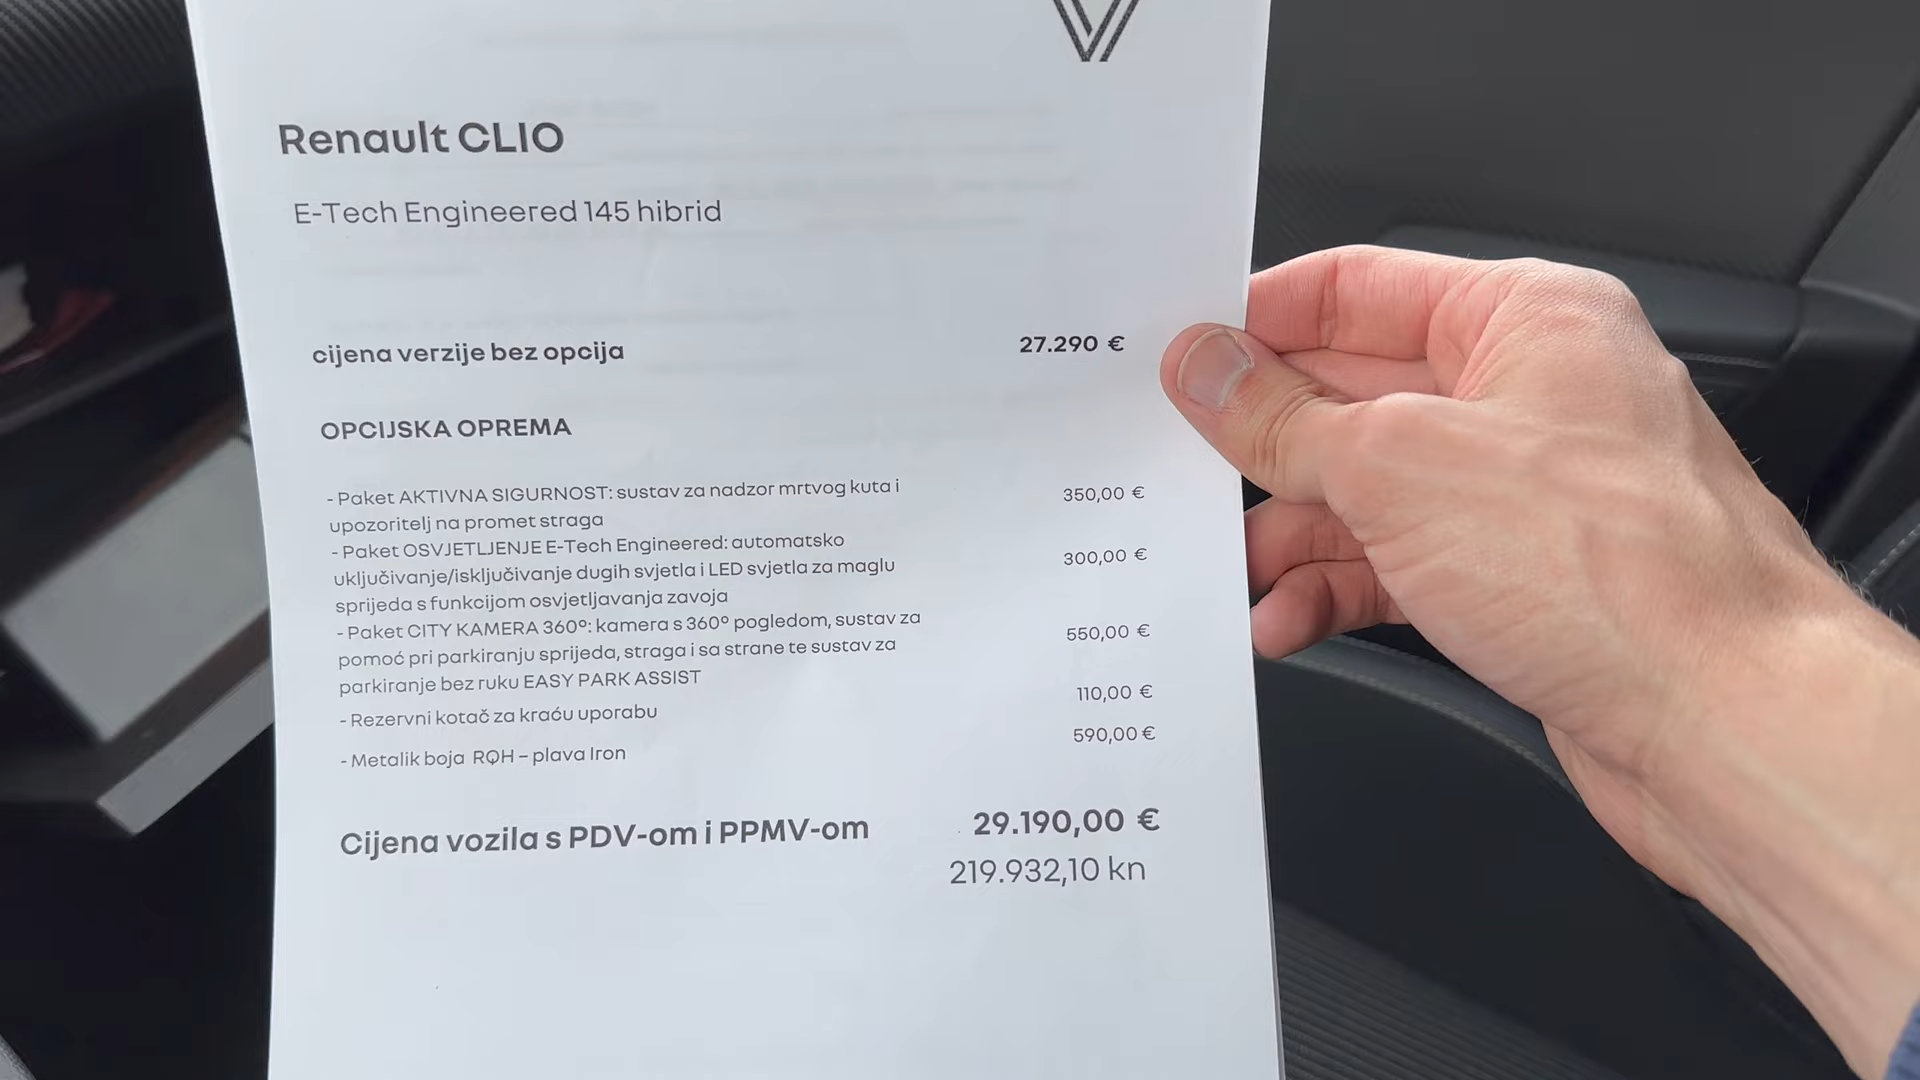 Renault CLIO
E-Tech Engineered 145 hibrid
cijena verzije bez opcija 27.290 €
OPCIJSKA OPREMA
- Paket AKTIVNA SIGURNOST: sustav za nadzor mrtvog kuta i 350,00 €
upozoritelj na promet straga
- Paket OSVJETLJENJE E-Tech Engineered: automatsko 300,00 €
uključivanje/isključivanje dugih svjetla i LED svjetla za maglu
sprijeda s funkcijom osvjetljavanja zavoja
- Paket CITY KAMERA 360°: kamera s 360° pogledom, sustav za 550,00 €
pomoć pri parkiranju sprijeda, straga i sa strane te sustav za
parkiranje bez ruku EASY PARK ASSIST
- Rezervni kotač za kraću uporabu 110,00 €
- Metalik boja RQH – plava Iron 590,00 €
Cijena vozila s PDV-om i PPMV-om 29.190,00 €
219.932,10 kn